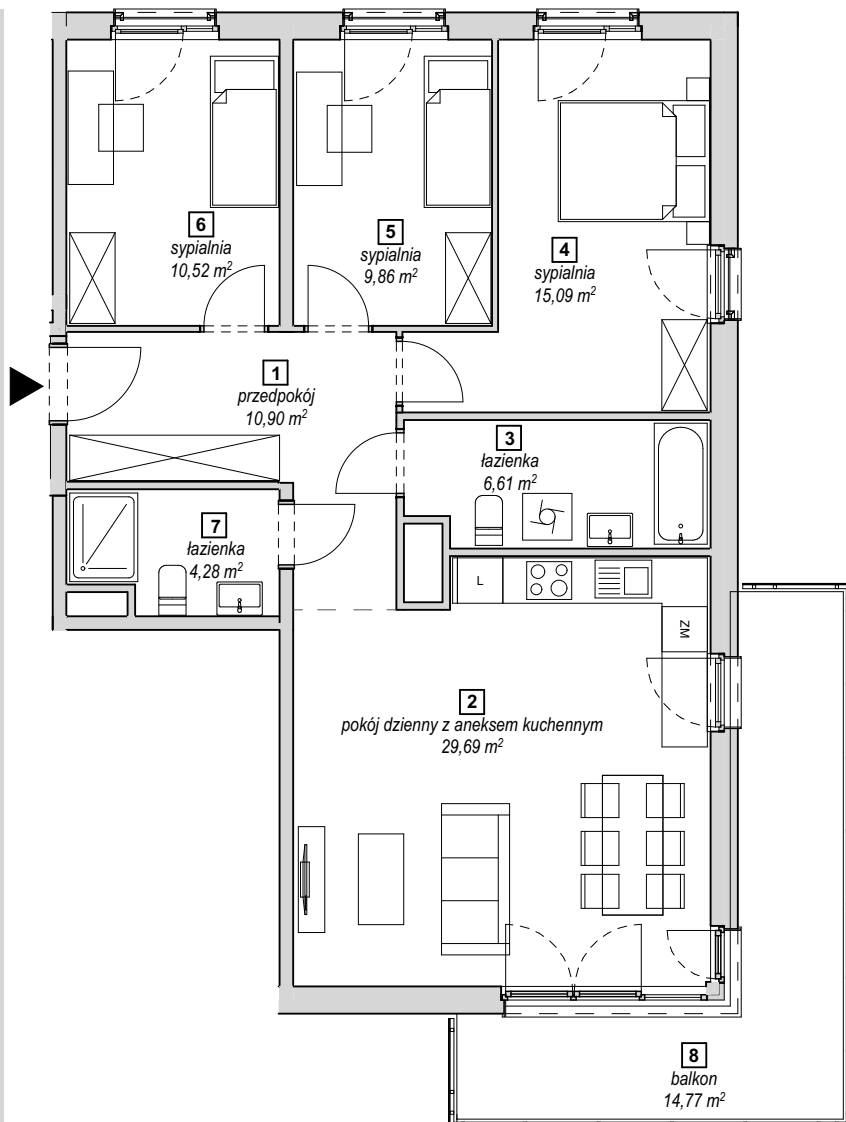 6
sypialnia
10,52 m²
5
sypialnia
9,86 m²
4
sypialnia
15,09 m²
1
przedpokój
10,90 m²
3
łazienka
6,61 m²
7
łazienka
4,28 m²
L
ZM
2
pokój dzienny z aneksem kuchennym
29,69 m²
8
balkon
14,77 m²